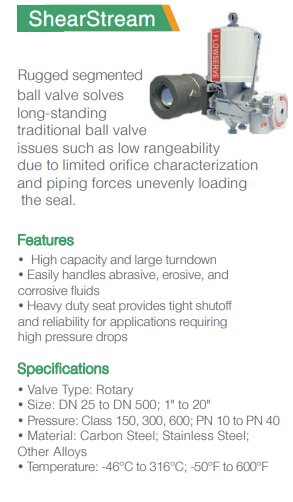 ShearStream
FLOWSERVE
Rugged segmented
ball valve solves
long-standing
traditional ball valve
issues such as low rangeability
due to limited orifice characterization
and piping forces unevenly loading
the seal.
Features
• High capacity and large turndown
• Easily handles abrasive, erosive, and
corrosive fluids
• Heavy duty seat provides tight shutoff
and reliability for applications requiring
high pressure drops
Specifications
• Valve Type: Rotary
• Size: DN 25 to DN 500; 1" to 20"
• Pressure: Class 150, 300, 600; PN 10 to PN 40
• Material: Carbon Steel; Stainless Steel;
Other Alloys
• Temperature: -46ºC to 316ºC; -50ºF to 600ºF